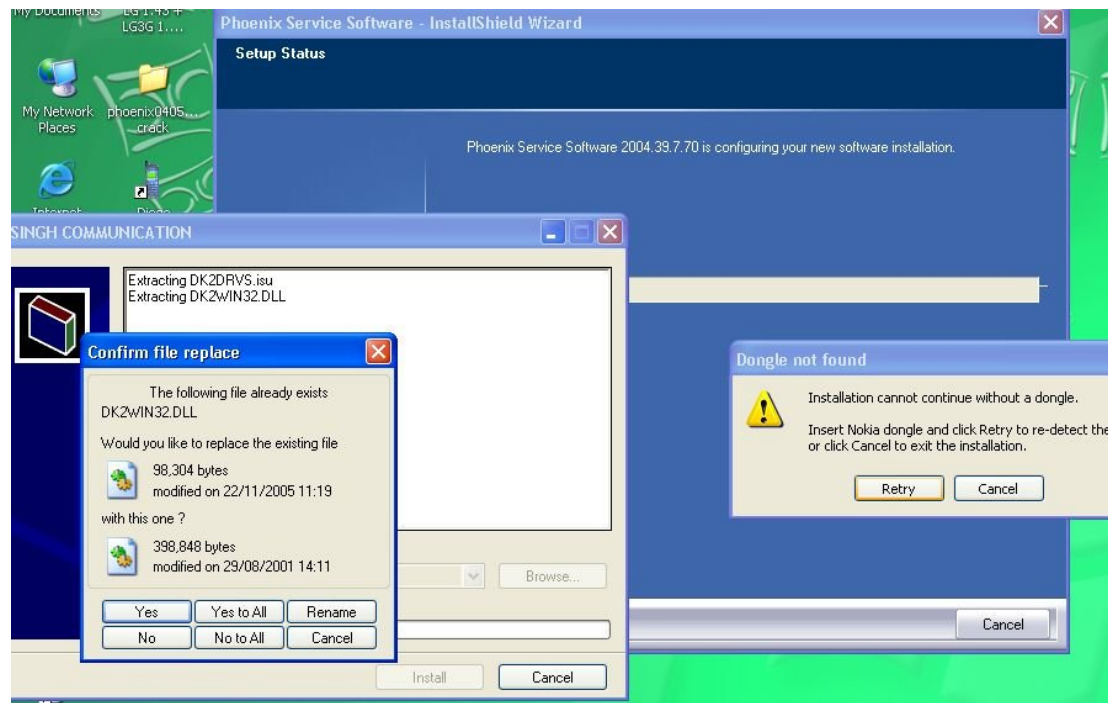 My Documents
LG 1.43 +
LG3G 1....
My Network
Places
phoenix0405....
crack
Internet
Phoenix Service Software - InstallShield Wizard
Setup Status
Phoenix Service Software 2004.39.7.70 is configuring your new software installation.
Cancel
SINGH COMMUNICATION
Extracting DK2DRVS.isu
Extracting DK2WIN32.DLL
Browse...
Install
Cancel
Confirm file replace
The following file already exists
DK2WIN32.DLL
Would you like to replace the existing file
98,304 bytes
modified on 22/11/2005 11:19
with this one ?
398,848 bytes
modified on 29/08/2001 14:11
Yes
Yes to All
Rename
No
No to All
Cancel
Dongle not found
Installation cannot continue without a dongle.
Insert Nokia dongle and click Retry to re-detect the
or click Cancel to exit the installation.
Retry
Cancel